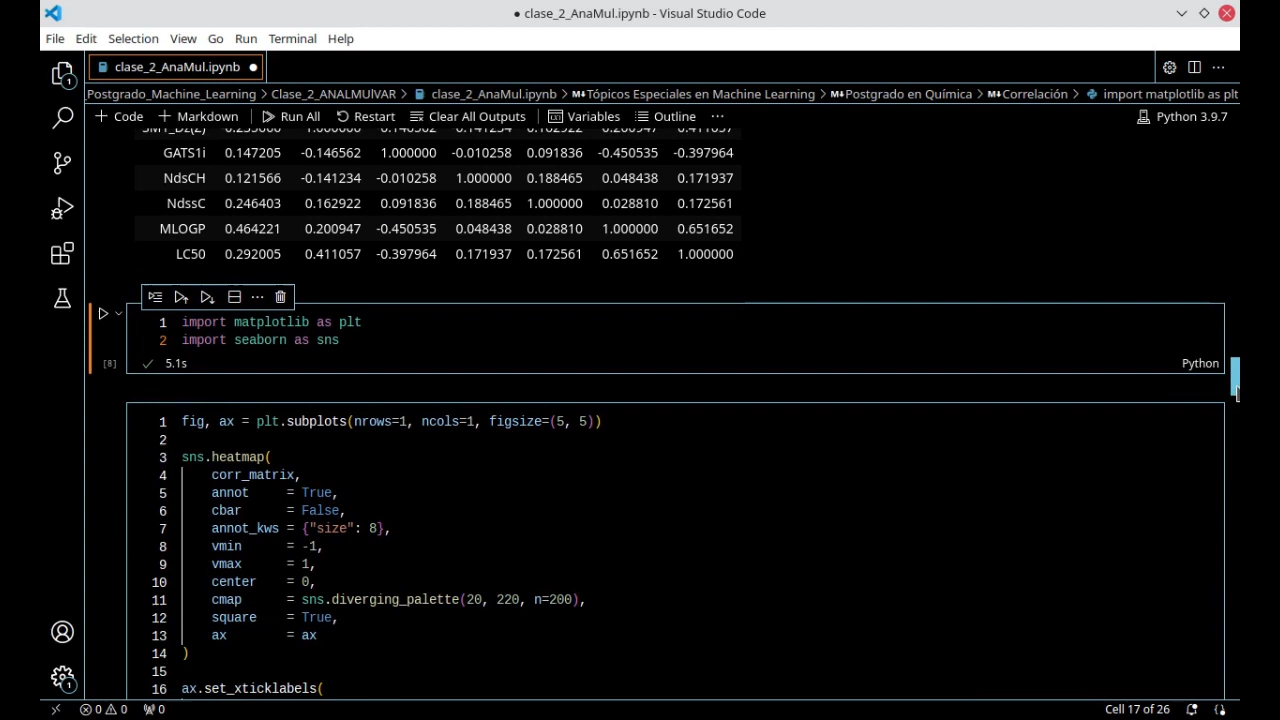 ● clase_2_AnaMul.ipynb - Visual Studio Code
File Edit Selection View Go Run Terminal Help
clase_2_AnaMul.ipynb ●
Postgrado_Machine_Learning > Clase_2_ANALMUlVAR > clase_2_AnaMul.ipynb > Tópicos Especiales en Machine Learning > Postgrado en Química > Correlación > import matplotlib as plt
+ Code + Markdown Run All Restart Clear All Outputs Variables Outline ··· Python 3.9.7
GATS1i 0.147205 -0.146562 1.000000 -0.010258 0.091836 -0.450535 -0.397964
NdsCH 0.121566 -0.141234 -0.010258 1.000000 0.188465 0.048438 0.171937
NdssC 0.246403 0.162922 0.091836 0.188465 1.000000 0.028810 0.172561
MLOGP 0.464221 0.200947 -0.450535 0.048438 0.028810 1.000000 0.651652
LC50 0.292005 0.411057 -0.397964 0.171937 0.172561 0.651652 1.000000
1 import matplotlib as plt
2 import seaborn as sns
[8] 5.1s Python
1 fig, ax = plt.subplots(nrows=1, ncols=1, figsize=(5, 5))
2
3 sns.heatmap(
4 corr_matrix,
5 annot = True,
6 cbar = False,
7 annot_kws = {"size": 8},
8 vmin = -1,
9 vmax = 1,
10 center = 0,
11 cmap = sns.diverging_palette(20, 220, n=200),
12 square = True,
13 ax = ax
14 )
15
16 ax.set_xticklabels(
0 0 0 Cell 17 of 26